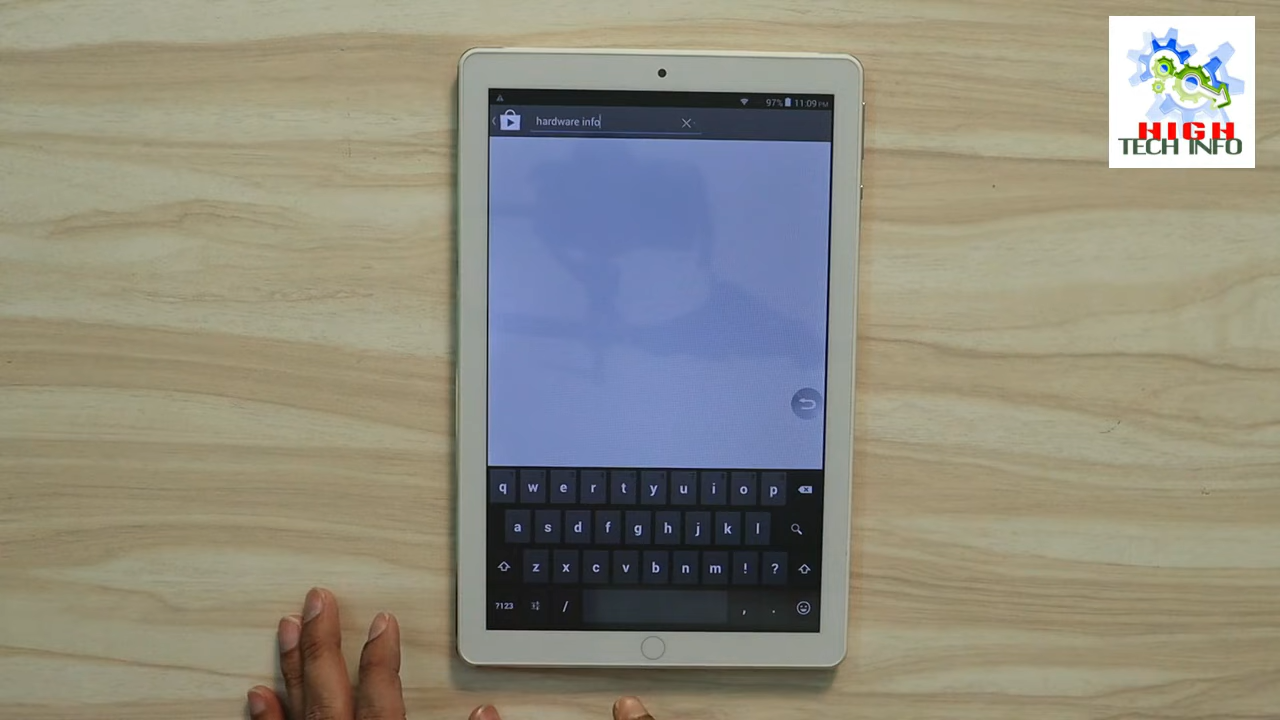 HIGH
TECH INFO
97% 11:09 PM
hardware info
q w e r t y u i o p
a s d f g h j k l
z x c v b n m ! ?
?123 / , .